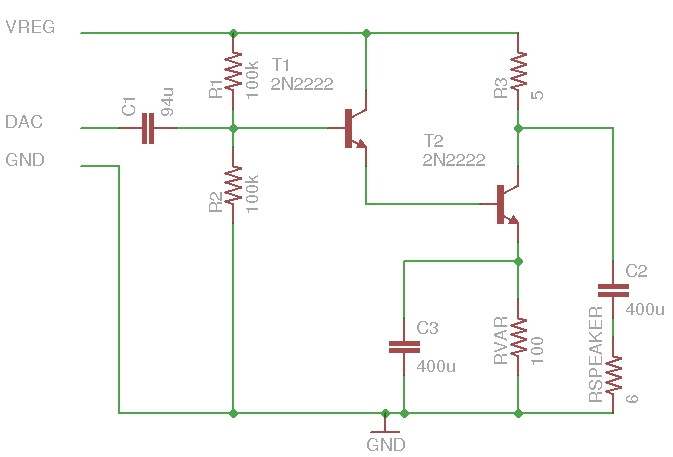 VREG
R1
100k
T1
2N2222
R3
5
C1
94u
DAC
T2
2N2222
GND
R2
100k
C2
400u
C3
400u
RVAR
100
RSPEAKER
6
GND